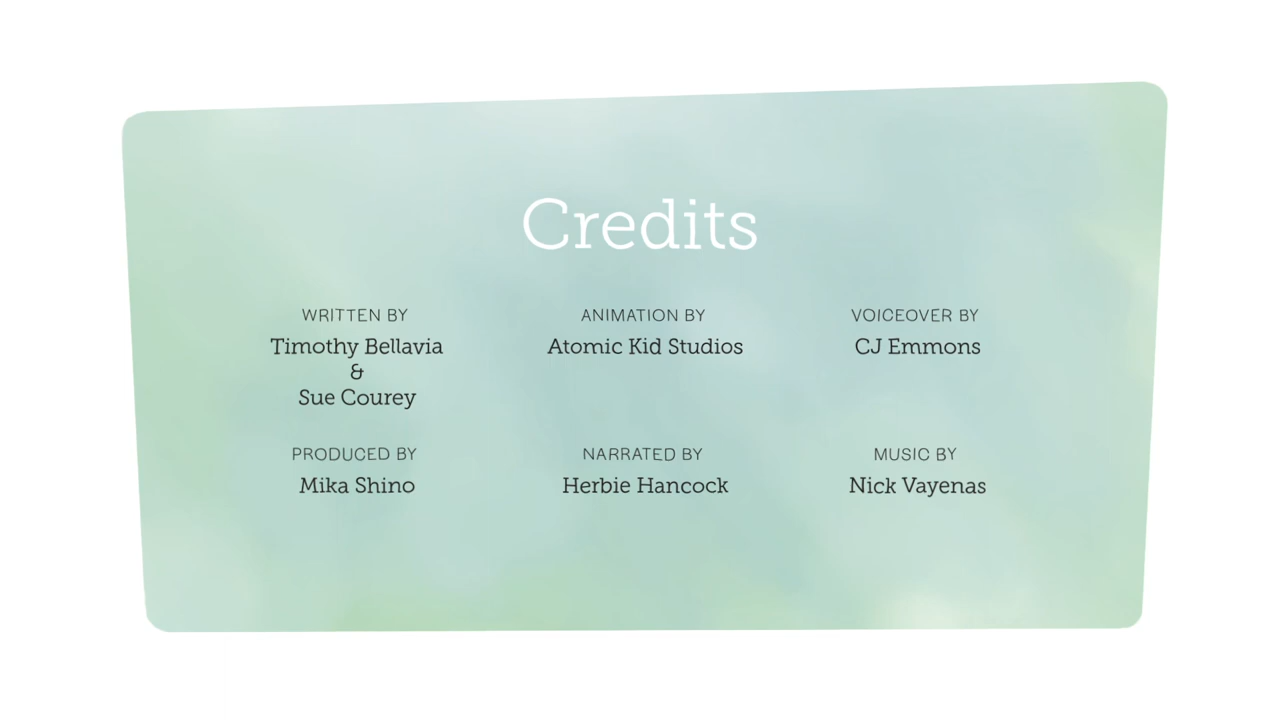 Credits
WRITTEN BY
Timothy Bellavia
&
Sue Courey
ANIMATION BY
Atomic Kid Studios
VOICEOVER BY
CJ Emmons
PRODUCED BY
Mika Shino
NARRATED BY
Herbie Hancock
MUSIC BY
Nick Vayenas